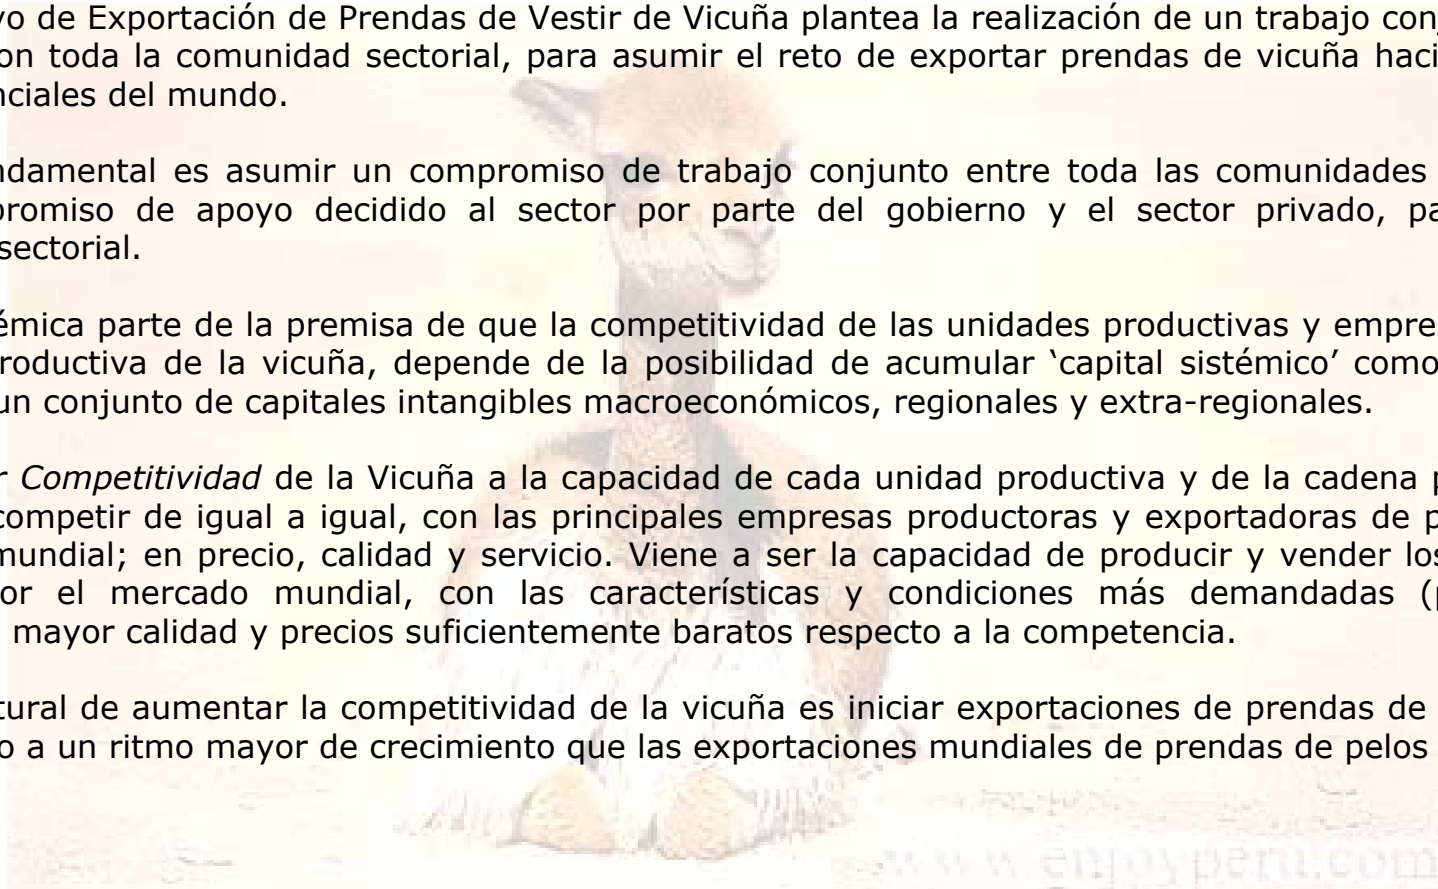 yo de Exportación de Prendas de Vestir de Vicuña plantea la realización de un trabajo con
on toda la comunidad sectorial, para asumir el reto de exportar prendas de vicuña haci
nciales del mundo.
ndamental es asumir un compromiso de trabajo conjunto entre toda las comunidades
promiso de apoyo decidido al sector por parte del gobierno y el sector privado, pa
sectorial.
émica parte de la premisa de que la competitividad de las unidades productivas y empre
roductiva de la vicuña, depende de la posibilidad de acumular ‘capital sistémico’ como
un conjunto de capitales intangibles macroeconómicos, regionales y extra-regionales.
r Competitividad de la Vicuña a la capacidad de cada unidad productiva y de la cadena p
competir de igual a igual, con las principales empresas productoras y exportadoras de p
mundial; en precio, calidad y servicio. Viene a ser la capacidad de producir y vender los
or el mercado mundial, con las características y condiciones más demandadas (p
mayor calidad y precios suficientemente baratos respecto a la competencia.
tural de aumentar la competitividad de la vicuña es iniciar exportaciones de prendas de
o a un ritmo mayor de crecimiento que las exportaciones mundiales de prendas de pelos
www.enjoyperu.com